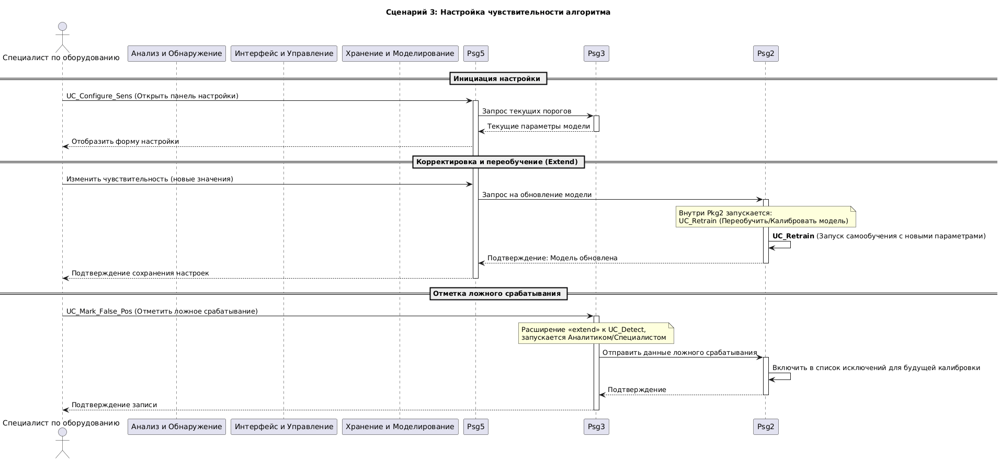 Сценарий 3: Настройка чувствительности алгоритма
Специалист по оборудованию
Анализ и Обнаружение
Интерфейс и Управление
Хранение и Моделирование
Psg5
Psg3
Psg2
Инициация настройки
UC_Configure_Sens (Открыть панель настройки)
Запрос текущих порогов
Текущие параметры модели
Отобразить форму настройки
Корректировка и переобучение (Extend)
Изменить чувствительность (новые значения)
Запрос на обновление модели
Внутри Pkg2 запускается:
UC_Retrain (Переобучить/Калибровать модель)
UC_Retrain (Запуск самообучения с новыми параметрами)
Подтверждение: Модель обновлена
Подтверждение сохранения настроек
Отметка ложного срабатывания
UC_Mark_False_Pos (Отметить ложное срабатывание)
Расширение «extend» к UC_Detect,
запускается Аналитиком/Специалистом
Отправить данные ложного срабатывания
Включить в список исключений для будущей калибровки
Подтверждение
Подтверждение записи
Специалист по оборудованию
Анализ и Обнаружение
Интерфейс и Управление
Хранение и Моделирование
Psg5
Psg3
Psg2